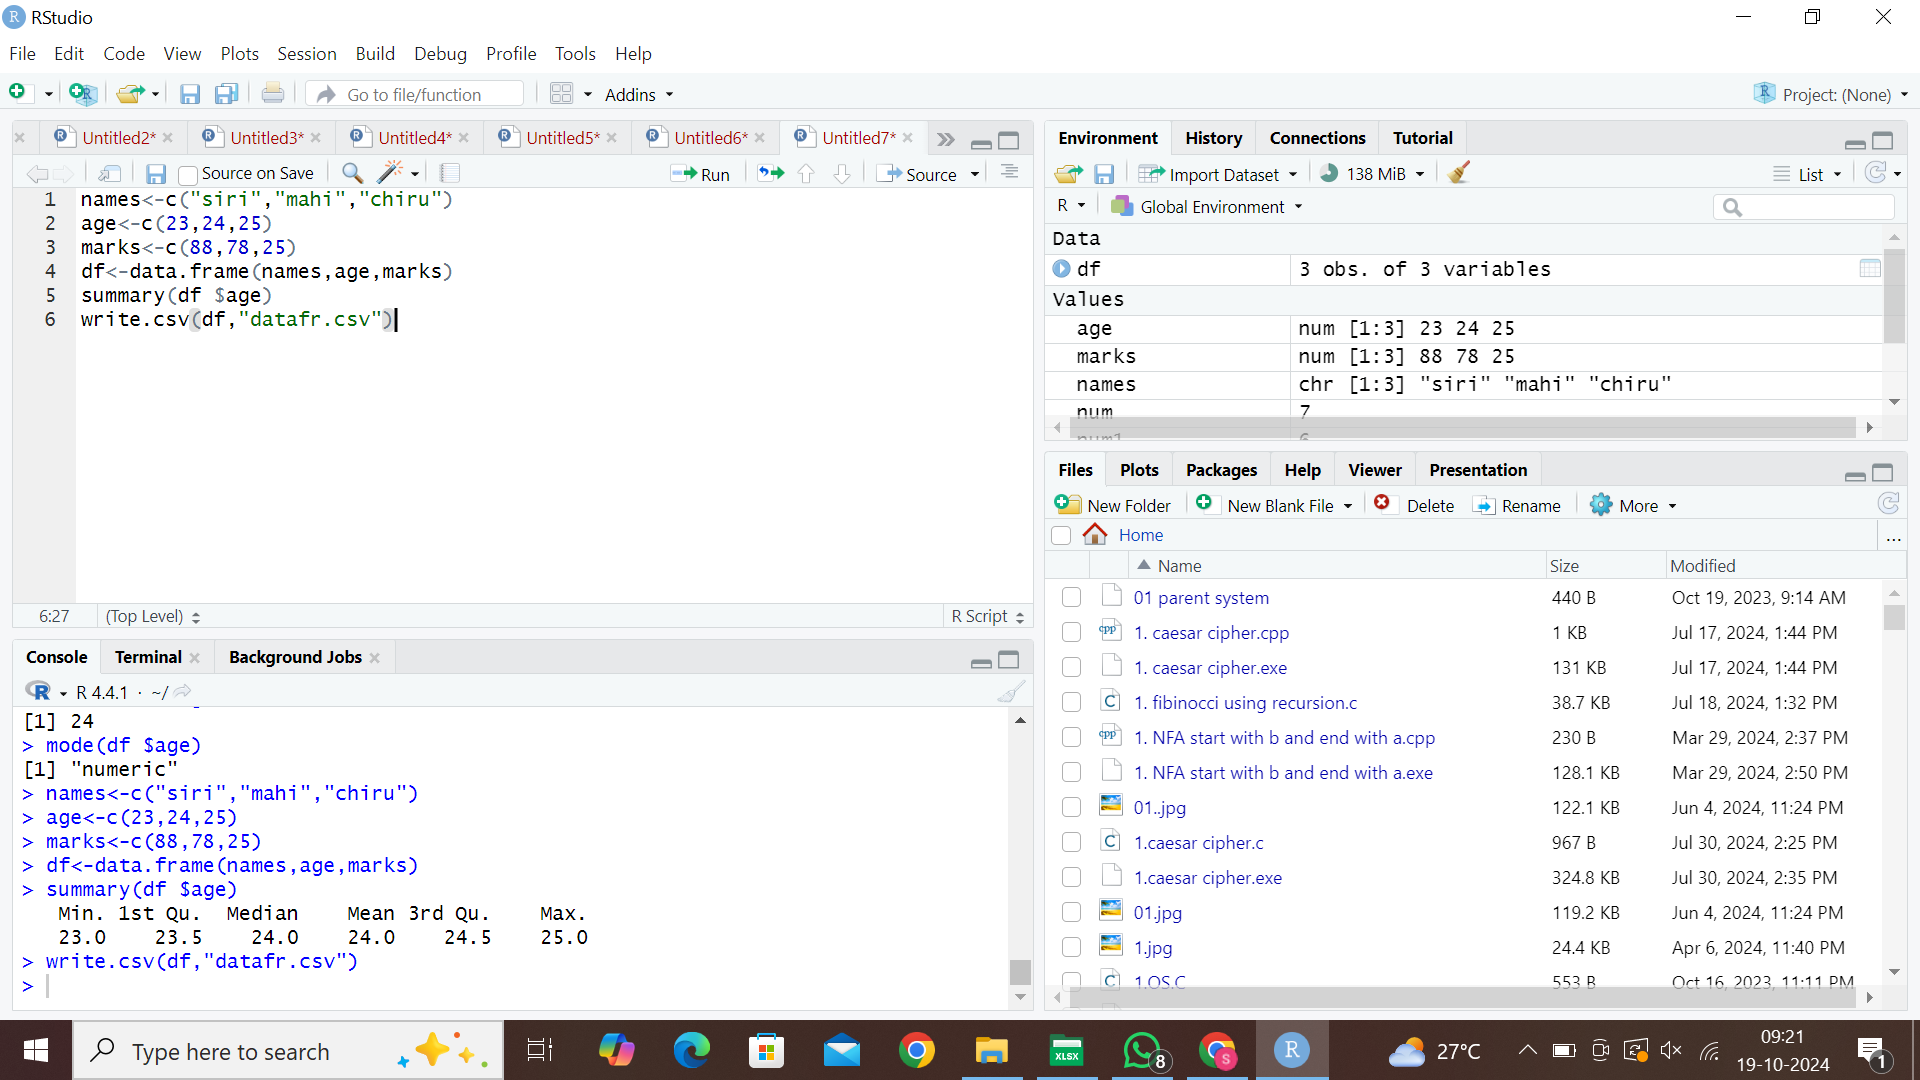 RStudio
File Edit Code View Plots Session Build Debug Profile Tools Help
Go to file/function Addins Project: (None)
Untitled2* Untitled3* Untitled4* Untitled5* Untitled6* Untitled7*
Source on Save Run Source
1 names<-c("siri","mahi","chiru")
2 age<-c(23,24,25)
3 marks<-c(88,78,25)
4 df<-data.frame(names,age,marks)
5 summary(df $age)
6 write.csv(df,"datafr.csv")
6:27 (Top Level) R Script
Console Terminal Background Jobs
R 4.4.1 · ~/
[1] 24
> mode(df $age)
[1] "numeric"
> names<-c("siri","mahi","chiru")
> age<-c(23,24,25)
> marks<-c(88,78,25)
> df<-data.frame(names,age,marks)
> summary(df $age)
Min. 1st Qu. Median Mean 3rd Qu. Max.
23.0 23.5 24.0 24.0 24.5 25.0
> write.csv(df,"datafr.csv")
>
Environment History Connections Tutorial
Import Dataset 138 MiB List
R Global Environment
Data
df 3 obs. of 3 variables
Values
age num [1:3] 23 24 25
marks num [1:3] 88 78 25
names chr [1:3] "siri" "mahi" "chiru"
num 7
num1 6
Files Plots Packages Help Viewer Presentation
New Folder New Blank File Delete Rename More
Home ...
Name Size Modified
01 parent system 440 B Oct 19, 2023, 9:14 AM
1. caesar cipher.cpp 1 KB Jul 17, 2024, 1:44 PM
1. caesar cipher.exe 131 KB Jul 17, 2024, 1:44 PM
1. fibinocci using recursion.c 38.7 KB Jul 18, 2024, 1:32 PM
1. NFA start with b and end with a.cpp 230 B Mar 29, 2024, 2:37 PM
1. NFA start with b and end with a.exe 128.1 KB Mar 29, 2024, 2:50 PM
01..jpg 122.1 KB Jun 4, 2024, 11:24 PM
1.caesar cipher.c 967 B Jul 30, 2024, 2:25 PM
1.caesar cipher.exe 324.8 KB Jul 30, 2024, 2:35 PM
01.jpg 119.2 KB Jun 4, 2024, 11:24 PM
1.jpg 24.4 KB Apr 6, 2024, 11:40 PM
1.OS.C 553 B Oct 16, 2023, 11:11 PM
Type here to search XLSX 8 S R 27°C 09:21
19-10-2024 1